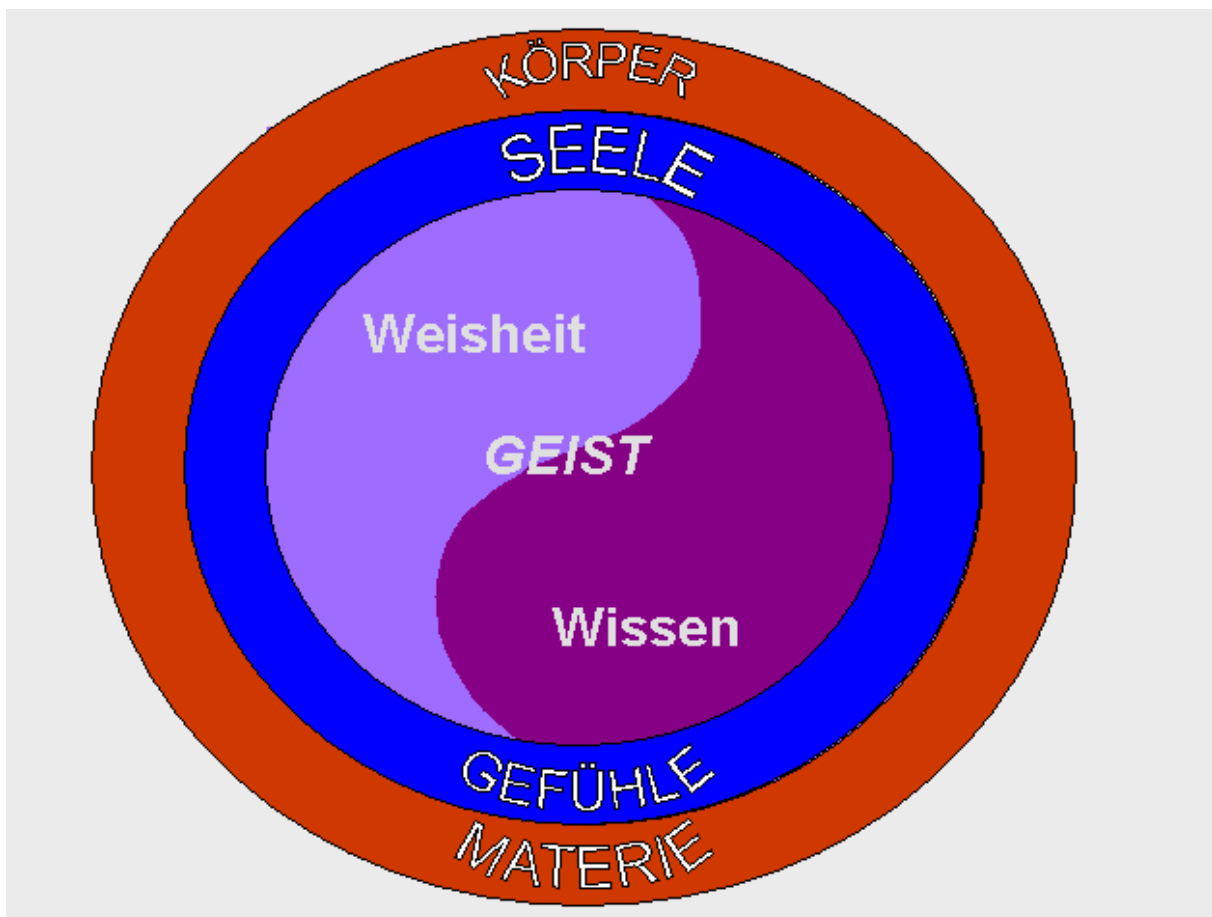 KÖRPER
SEELE
Weisheit
GEIST
Wissen
GEFÜHLE
MATERIE